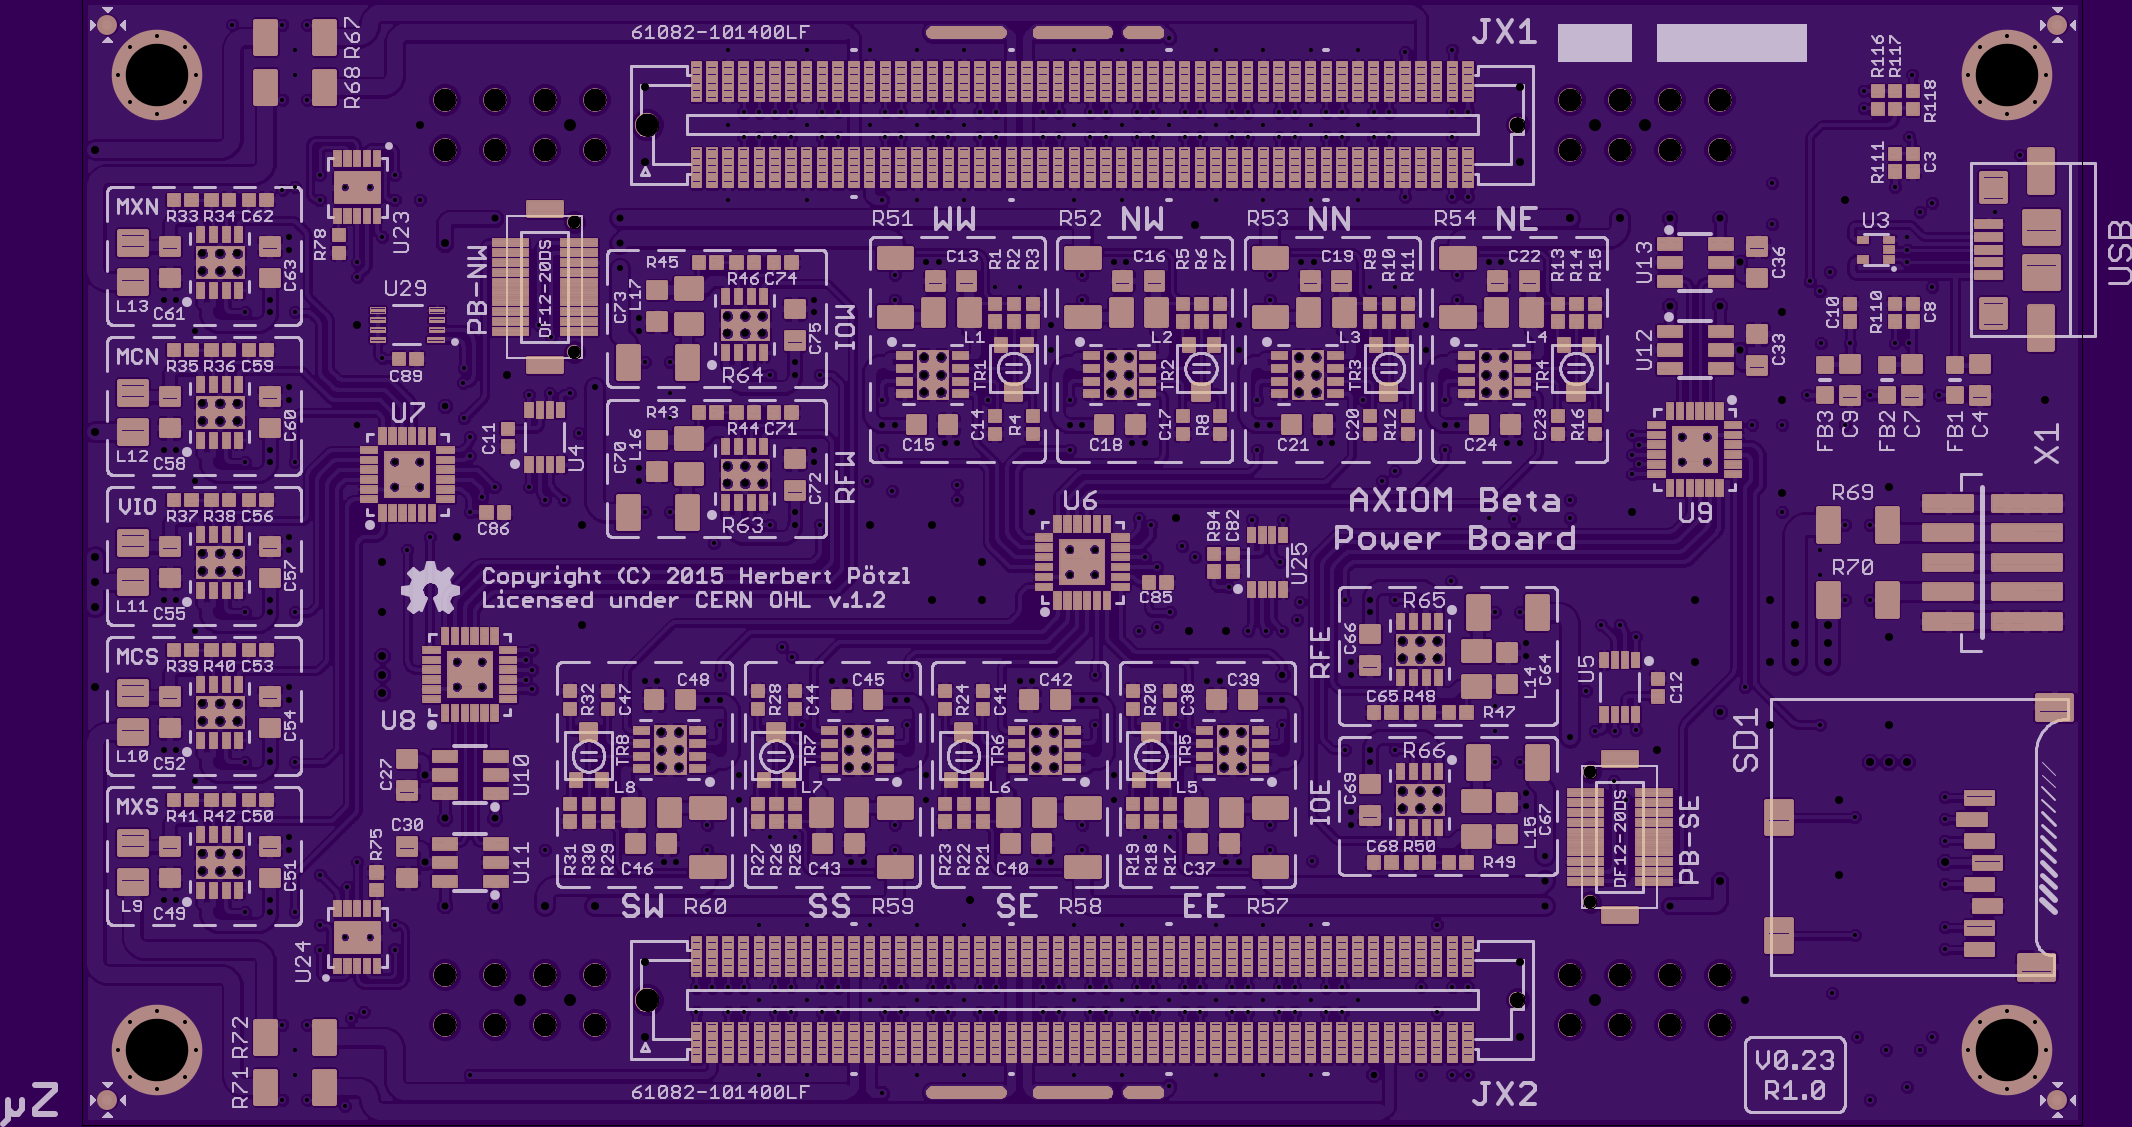 R67
R68
61082-101400LF
JX1
R116
R117
R118
R111
C3
MXN
R33 R34 C62
U23
R78
C63
L13
C61
U29
C89
PB-NW
DF12-20DS
R45
R46 C74
C73
L17
C75
IOW
R64
R51
WW
R52
NW
R53
NN
R54
NE
C13
R1
R2
R3
C16
R5
R6
R7
C19
R9
R10
R11
C22
R13
R14
R15
U13
C36
U3
USB
C10
R110
C8
U12
C33
L1
TR1
L2
TR2
L3
TR3
L4
TR4
C15
C14
R4
C18
C17
R8
C21
C20
R12
C24
C23
R16
FB3
C9
FB2
C7
FB1
C4
X1
MCN
R35 R36 C59
C60
L12
C58
U7
C11
U4
C86
R43
R44 C71
C70
L16
C72
RFW
R63
VIO
R37 R38 C56
C57
L11
C55
U6
R94
C82
U25
C85
AXIOM Beta
Power Board
U9
R69
R70
Copyright (C) 2015 Herbert Pötzl
Licensed under CERN OHL v.1.2
MCS
R39 R40 C53
C54
L10
C52
U8
C27
U10
R32
C47
C48
TR8
L8
R28
C44
C45
TR7
L7
R24
C41
C42
TR6
L6
R20
C38
C39
TR5
L5
RFE
C66
R65
L14
C64
C65 R48
R47
U5
C12
SD1
IOE
C69
R66
L15
C67
C68 R50
R49
DF12-20DS
PB-SE
MXS
R41 R42 C50
C51
L9
C49
R75
C30
U11
U24
R31
R30
R29
C46
R27
R26
R25
C43
R23
R22
R21
C40
R19
R18
R17
C37
SW
R60
SS
R59
SE
R58
EE
R57
R72
R71
61082-101400LF
JX2
V0.23
R1.0
µZ